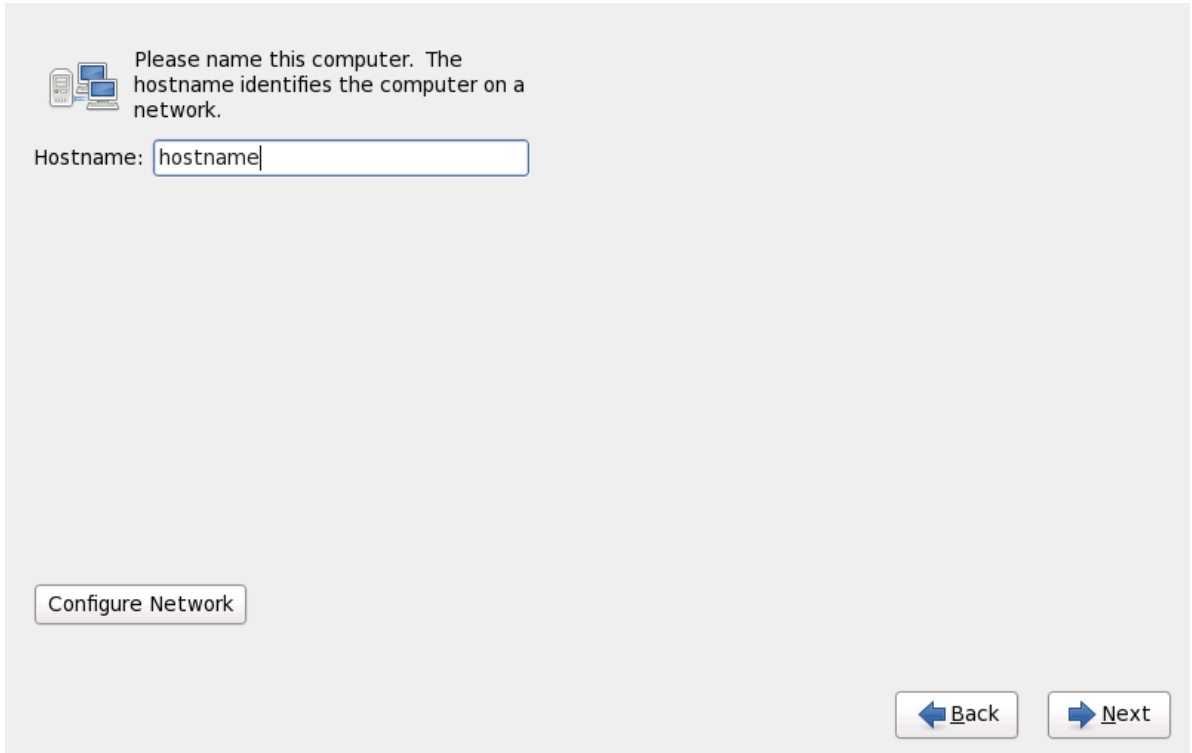 Please name this computer.  The
hostname identifies the computer on a
network.
Hostname: hostname
Configure Network
Back
Next